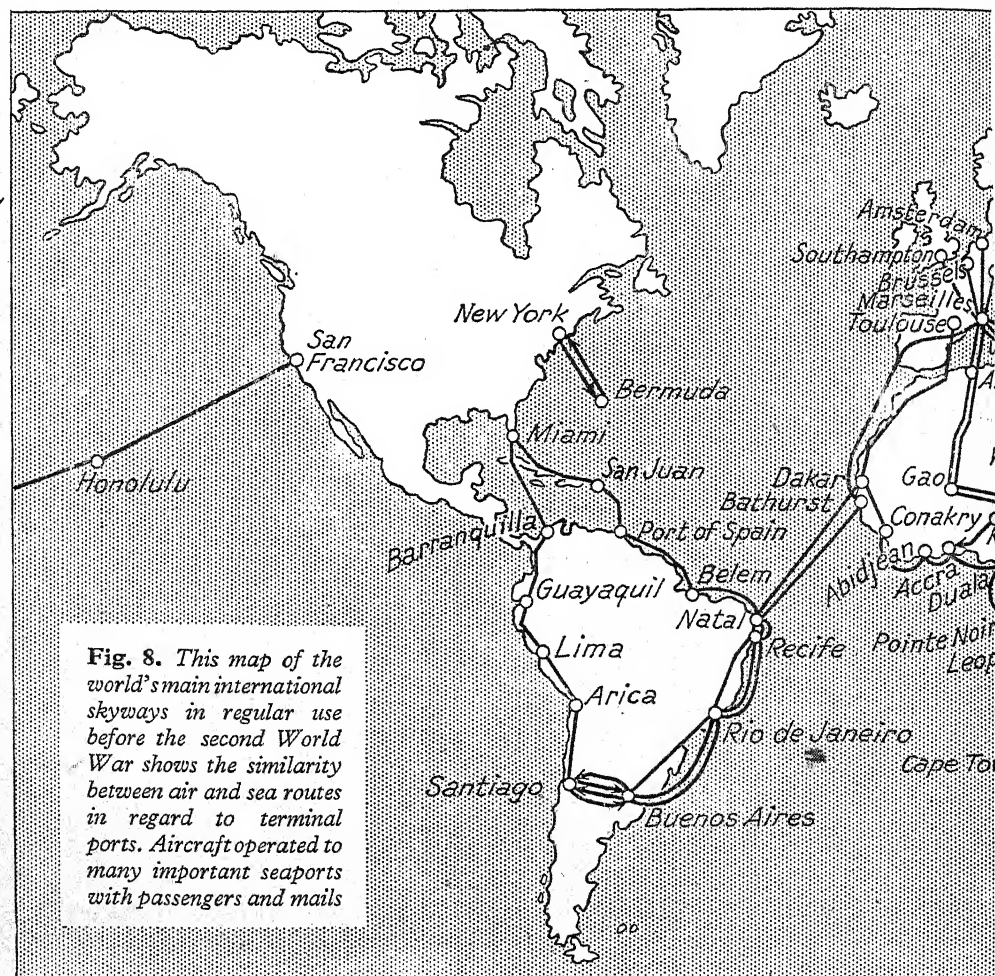 Amsterdam
Southampton
Brussels
Marseilles
Toulouse
New York
San
Francisco
Bermuda
Miami
Honolulu
San Juan
Dakar
Bathurst
Gao
Conakry
Barranquilla
Port of Spain
Abidjean
Accra
Duala
Belem
Guayaquil
Natal
Recife
Pointe Noir
Leop
Lima
Arica
Rio de Janeiro
Cape Tow
Santiago
Buenos Aires
Fig. 8. This map of the
world's main international
skyways in regular use
before the second World
War shows the similarity
between air and sea routes
in regard to terminal
ports. Aircraft operated to
many important seaports
with passengers and mails